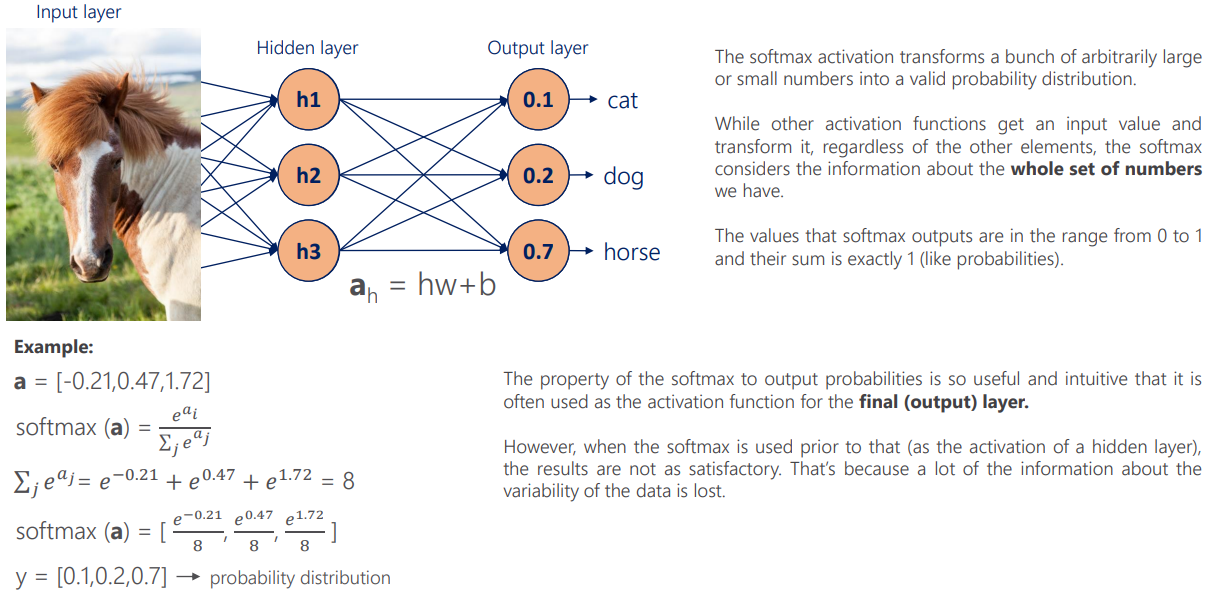 Input layer
Hidden layer
Output layer
h1
h2
h3
0.1
0.2
0.7
cat
dog
horse
aₕ = hw+b
The softmax activation transforms a bunch of arbitrarily large
or small numbers into a valid probability distribution.
While other activation functions get an input value and
transform it, regardless of the other elements, the softmax
considers the information about the whole set of numbers
we have.
The values that softmax outputs are in the range from 0 to 1
and their sum is exactly 1 (like probabilities).
Example:
a = [-0.21,0.47,1.72]
softmax (a) = e^{a_i} / ∑_j e^{a_j}
∑_j e^{a_j} = e^{−0.21} + e^{0.47} + e^{1.72} = 8
softmax (a) = [ e^{−0.21}/8, e^{0.47}/8, e^{1.72}/8 ]
y = [0.1,0.2,0.7] → probability distribution
The property of the softmax to output probabilities is so useful and intuitive that it is
often used as the activation function for the final (output) layer.
However, when the softmax is used prior to that (as the activation of a hidden layer),
the results are not as satisfactory. That’s because a lot of the information about the
variability of the data is lost.